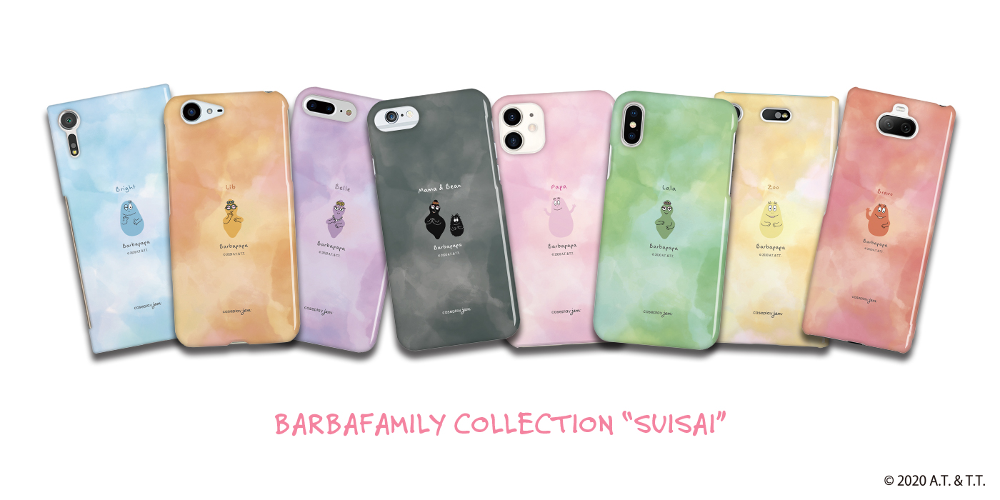 Bright
Barbapapa
© 2020 A.T. & T.T.
caseplay jam
Lib
Barbapapa
© 2020 A.T. & T.T.
caseplay jam
Belle
Barbapapa
© 2020 A.T. & T.T.
caseplay jam
Mama & Beau
Barbapapa
© 2020 A.T. & T.T.
caseplay jam
Papa
Barbapapa
© 2020 A.T. & T.T.
caseplay jam
Lala
Barbapapa
© 2020 A.T. & T.T.
caseplay jam
Zoo
Barbapapa
© 2020 A.T. & T.T.
caseplay jam
Bravo
Barbapapa
© 2020 A.T. & T.T.
caseplay jam
BARBAFAMILY COLLECTION “SUISAI”
© 2020 A.T. & T.T.